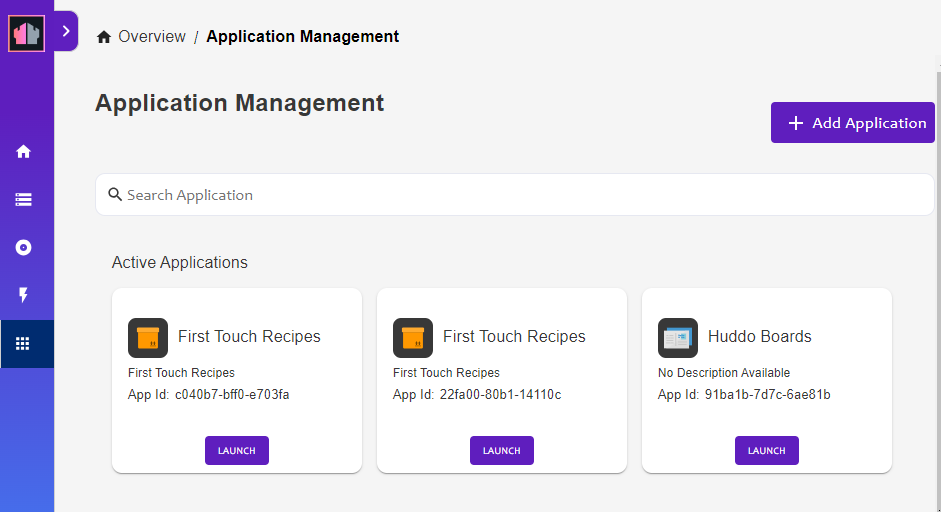 Overview / Application Management
Application Management
Add Application
Search Application
Active Applications
First Touch Recipes
First Touch Recipes
App Id: c040b7-bff0-e703fa
LAUNCH
First Touch Recipes
First Touch Recipes
App Id: 22fa00-80b1-14110c
LAUNCH
Huddo Boards
No Description Available
App Id: 91ba1b-7d7c-6ae81b
LAUNCH